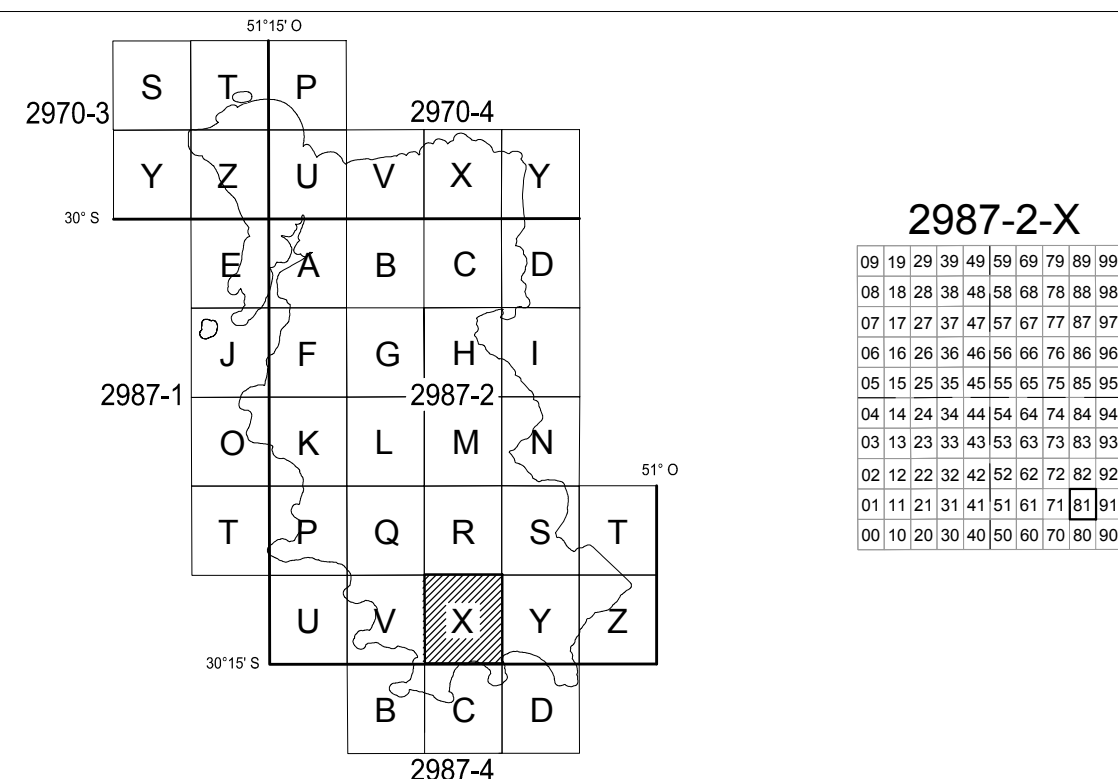 51°15' O
S T P
2970-3 2970-4
Y Z U V X Y
30° S
E A B C D
J F G H I
2987-1 2987-2
O K L M N
51° O
T P Q R S T
U V X Y Z
30°15' S
B C D
2987-4
2987-2-X
09 19 29 39 49 59 69 79 89 99
08 18 28 38 48 58 68 78 88 98
07 17 27 37 47 57 67 77 87 97
06 16 26 36 46 56 66 76 86 96
05 15 25 35 45 55 65 75 85 95
04 14 24 34 44 54 64 74 84 94
03 13 23 33 43 53 63 73 83 93
02 12 22 32 42 52 62 72 82 92
01 11 21 31 41 51 61 71 81 91
00 10 20 30 40 50 60 70 80 90